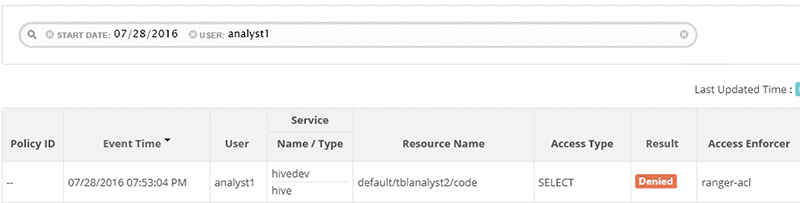 START DATE: 07/28/2016 USER: analyst1
Last Updated Time :
Policy ID Event Time User Service Name / Type Resource Name Access Type Result Access Enforcer
-- 07/28/2016 07:53:04 PM analyst1 hivedev default/tblanalyst2/code SELECT Denied ranger-acl
hive